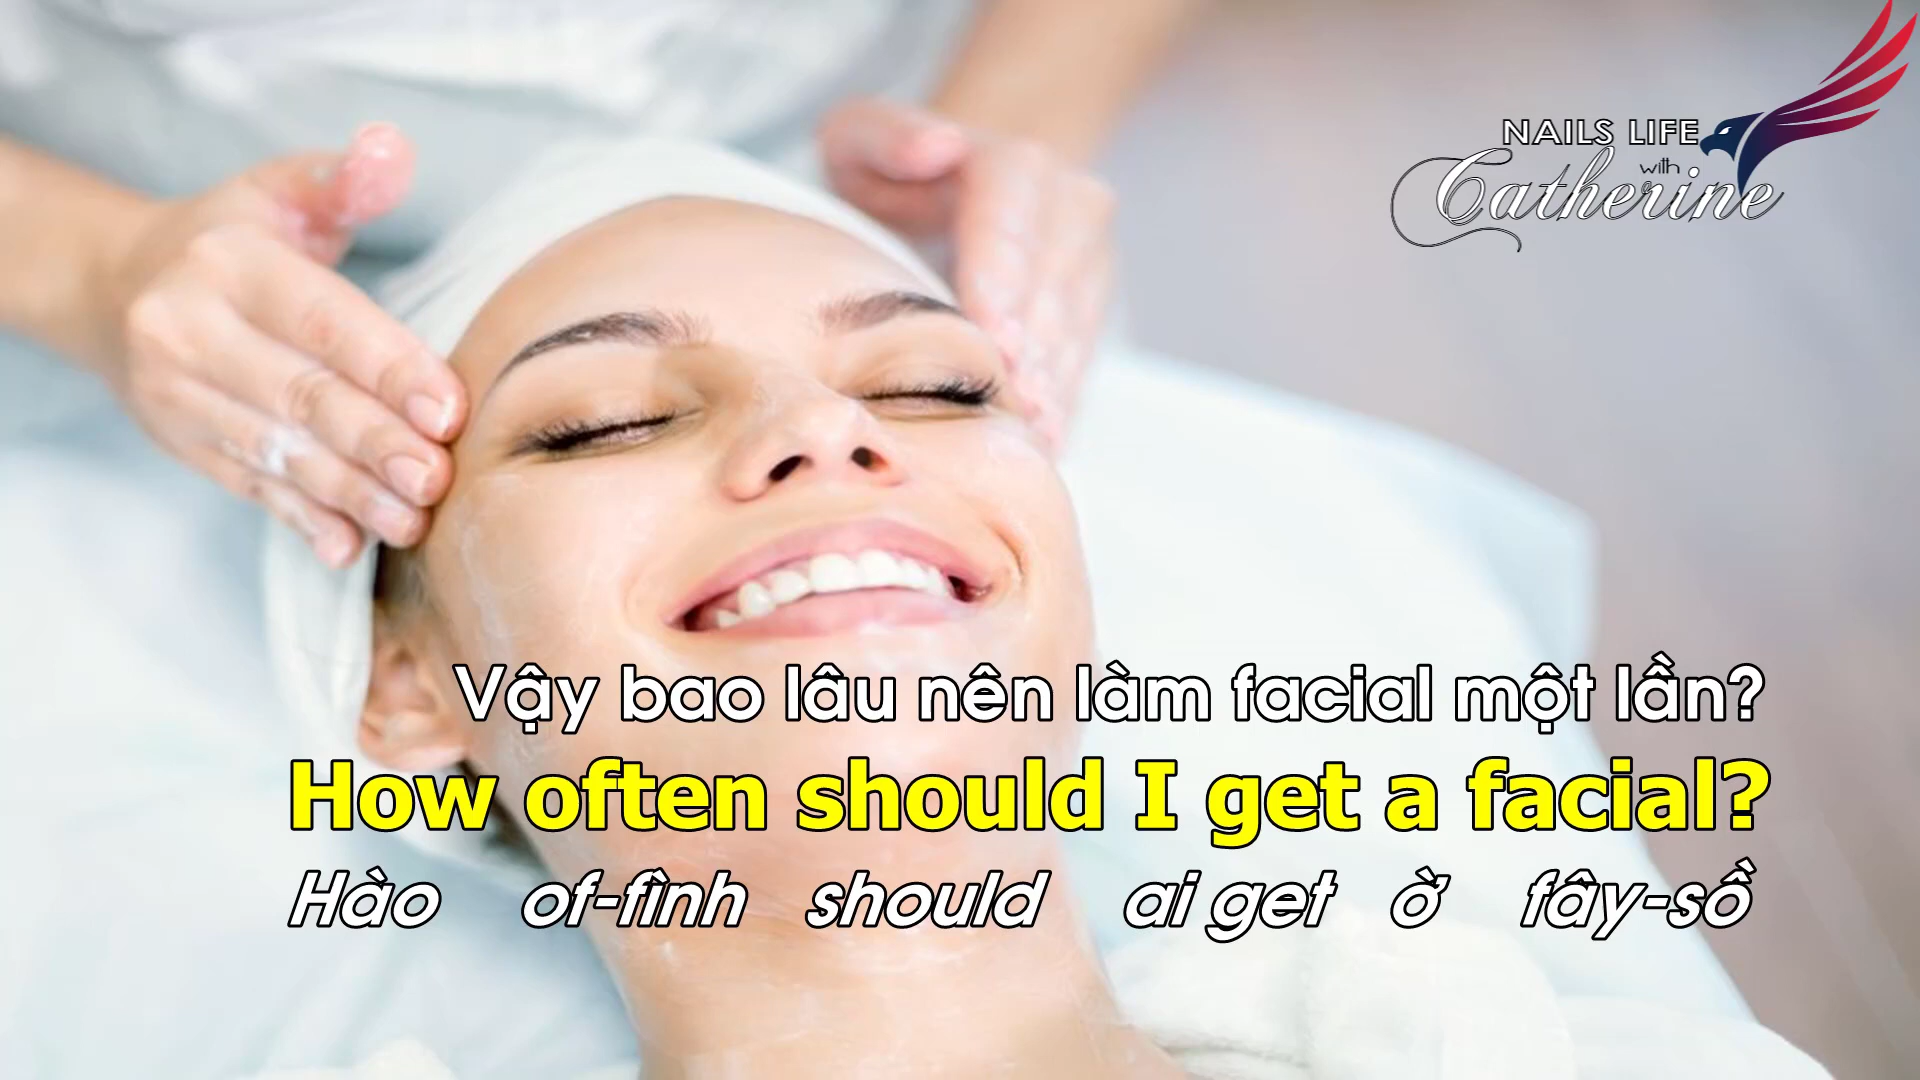 NAILS LIFE
with
Catherine
Vậy bao lâu nên làm facial một lần?
How often should I get a facial?
Hào of-fình should ai get ờ fây-sồ